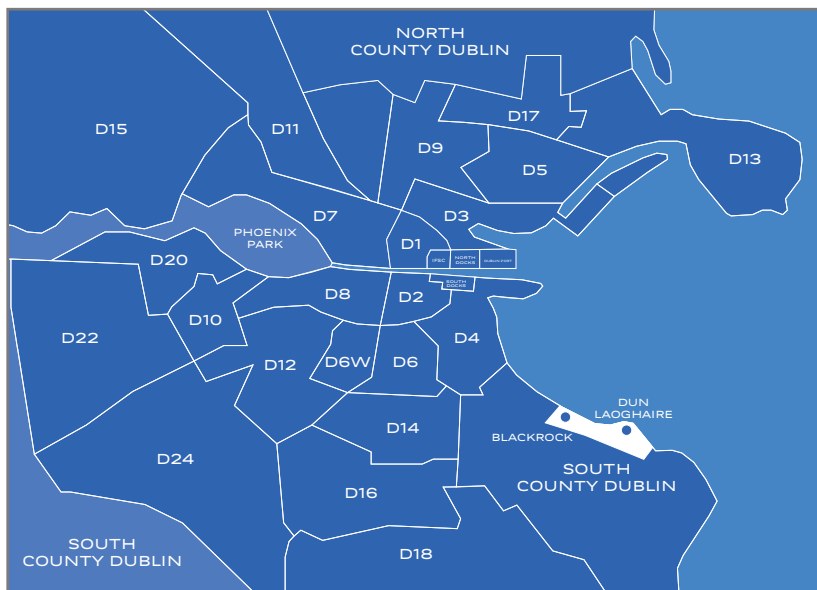 NORTH
COUNTY DUBLIN
D15
D11
D17
D9
D5
D13
D7
D3
PHOENIX
PARK
D1
IFSC
NORTH
DOCKS
DUBLIN PORT
D20
D8
D2
SOUTH
DOCKS
D10
D22
D12
D6W
D6
D4
DUN
LAOGHAIRE
BLACKROCK
D14
D24
SOUTH
COUNTY DUBLIN
D16
SOUTH
COUNTY DUBLIN
D18